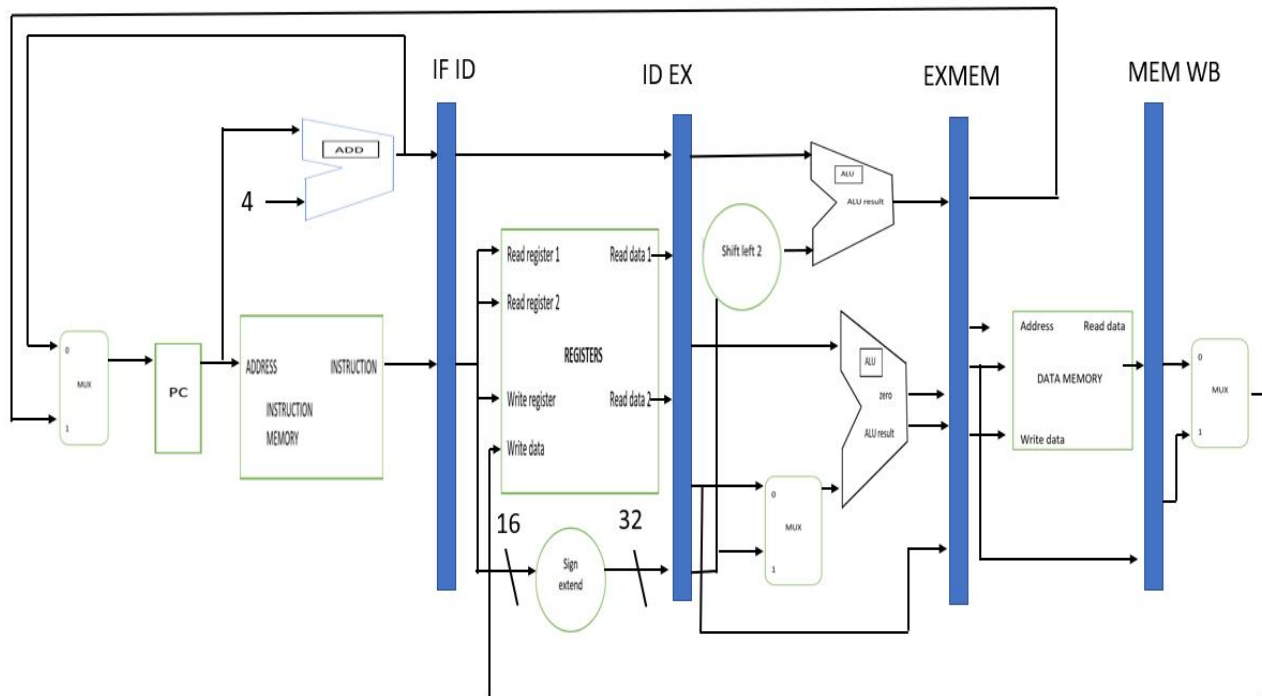 IF ID
ID EX
EXMEM
MEM WB
ADD
4
ALU
ALU result
Shift left 2
Read register 1
Read data 1
Read register 2
REGISTERS
Write register
Read data 2
Write data
0
MUX
1
PC
ADDRESS
INSTRUCTION
INSTRUCTION
MEMORY
16
Sign
extend
32
ALU
zero
ALU result
0
MUX
1
Address
Read data
DATA MEMORY
Write data
0
MUX
1